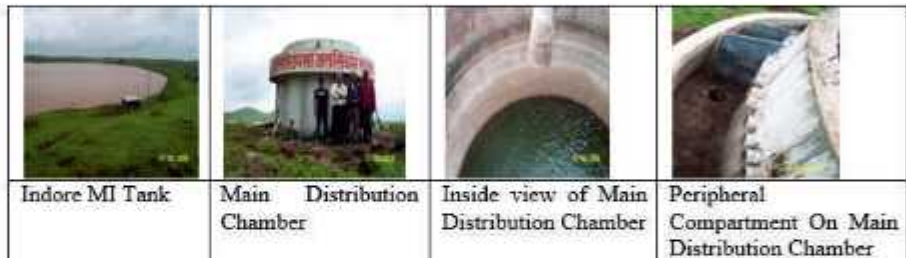 Indore MI Tank
Main Distribution
Chamber
Inside view of Main
Distribution Chamber
Peripheral
Compartment On Main
Distribution Chamber